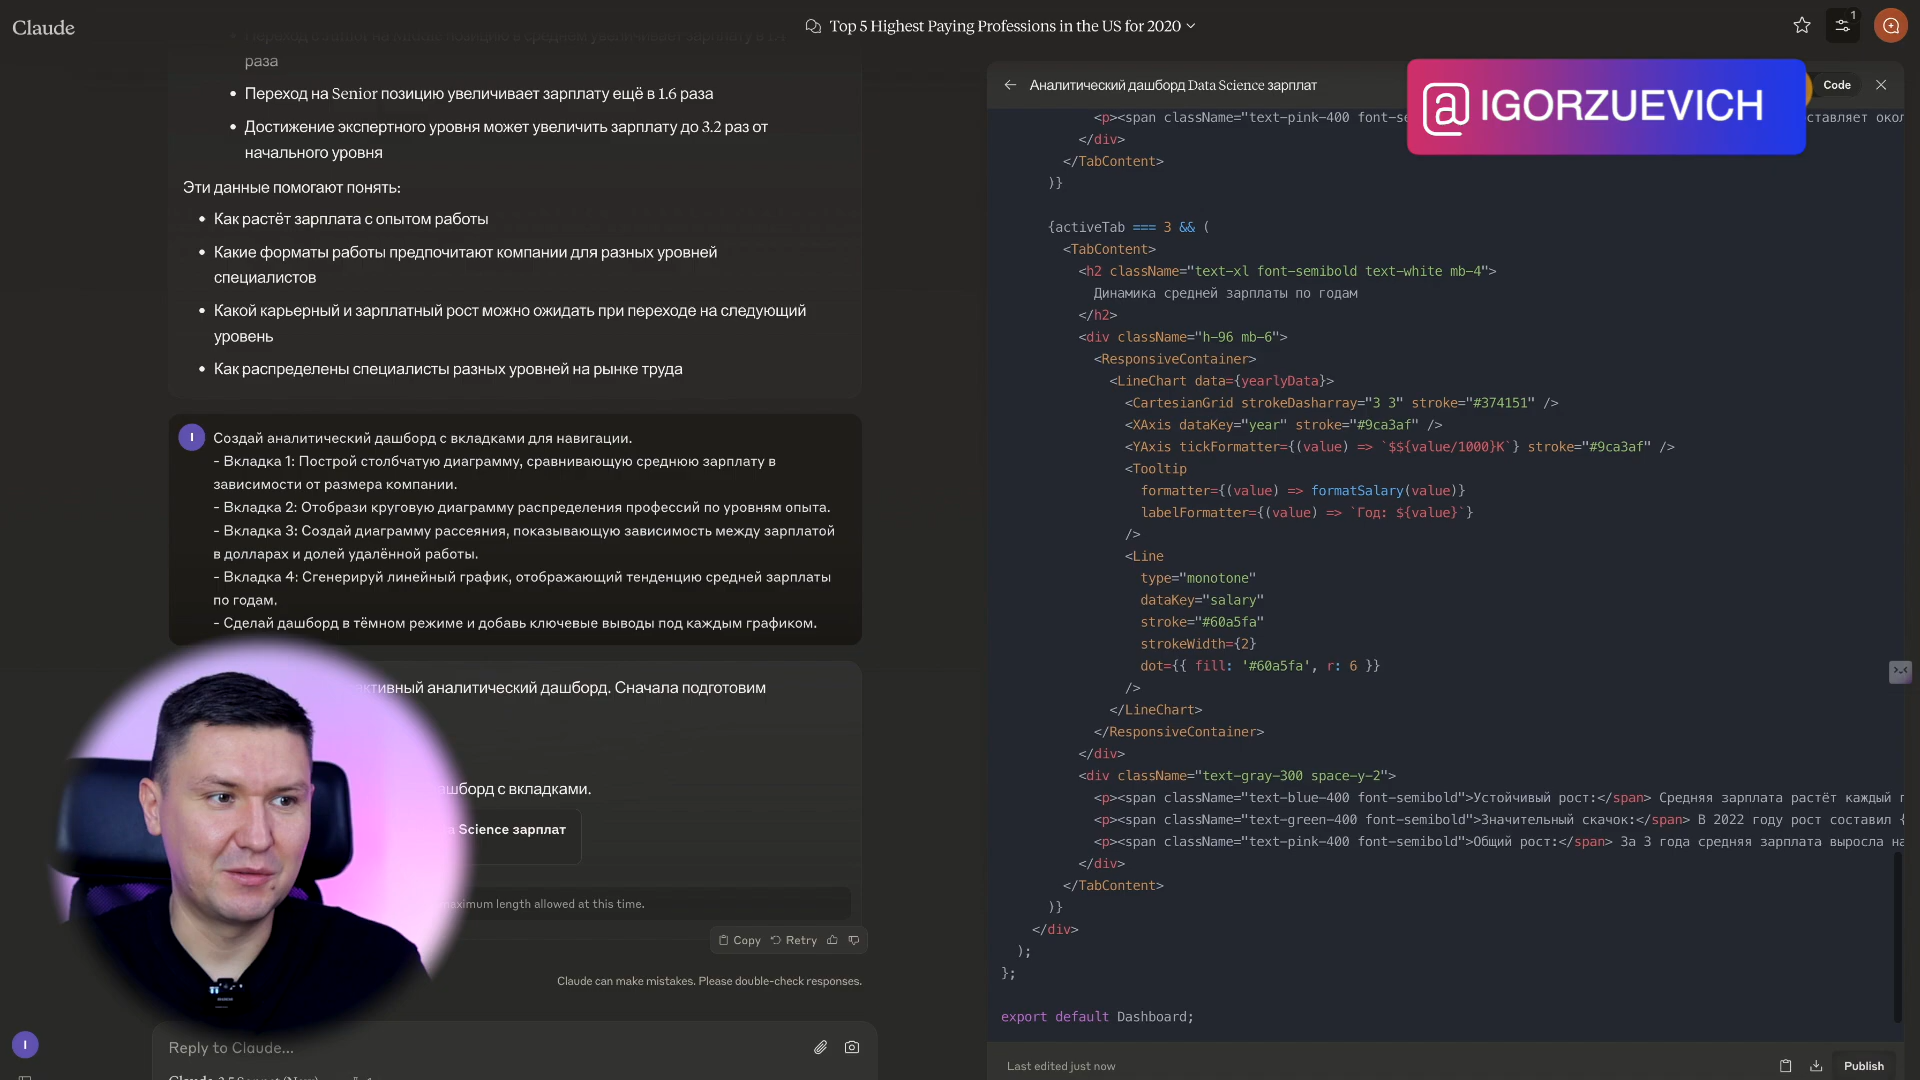 Claude
Top 5 Highest Paying Professions in the US for 2020
1
раза
• Переход на Senior позицию увеличивает зарплату ещё в 1.6 раза
• Достижение экспертного уровня может увеличить зарплату до 3.2 раз от
начального уровня
Эти данные помогают понять:
• Как растёт зарплата с опытом работы
• Какие форматы работы предпочитают компании для разных уровней
специалистов
• Какой карьерный и зарплатный рост можно ожидать при переходе на следующий
уровень
• Как распределены специалисты разных уровней на рынке труда
I
Создай аналитический дашборд с вкладками для навигации.
- Вкладка 1: Построй столбчатую диаграмму, сравнивающую среднюю зарплату в
зависимости от размера компании.
- Вкладка 2: Отобрази круговую диаграмму распределения профессий по уровням опыта.
- Вкладка 3: Создай диаграмму рассеяния, показывающую зависимость между зарплатой
в долларах и долей удалённой работы.
- Вкладка 4: Сгенерируй линейный график, отображающий тенденцию средней зарплаты
по годам.
- Сделай дашборд в тёмном режиме и добавь ключевые выводы под каждым графиком.
аналитический дашборд. Сначала подготовим
с вкладками.
Science зарплат
length allowed at this time.
Copy Retry
Claude can make mistakes. Please double-check responses.
Reply to Claude...
I
Аналитический дашборд Data Science зарплат
@IGORZUEVICH
Code
<p><span className="text-pink-400
</div>
</TabContent>
)}
{activeTab === 3 && (
<TabContent>
<h2 className="text-xl font-semibold text-white mb-4">
Динамика средней зарплаты по годам
</h2>
<div className="h-96 mb-6">
<ResponsiveContainer>
<LineChart data={yearlyData}>
<CartesianGrid strokeDasharray="3 3" stroke="#374151" />
<XAxis dataKey="year" stroke="#9ca3af" />
<YAxis tickFormatter={(value) => `$${value/1000}K`} stroke="#9ca3af" />
<Tooltip
formatter={(value) => formatSalary(value)}
labelFormatter={(value) => `Год: ${value}`}
/>
<Line
type="monotone"
dataKey="salary"
stroke="#60a5fa"
strokeWidth={2}
dot={{ fill: '#60a5fa', r: 6 }}
/>
</LineChart>
</ResponsiveContainer>
</div>
<div className="text-gray-300 space-y-2">
<p><span className="text-blue-400 font-semibold">Устойчивый рост:</span> Средняя зарплата растёт каждый
<p><span className="text-green-400 font-semibold">Значительный скачок:</span> В 2022 году рост составил {
<p><span className="text-pink-400 font-semibold">Общий рост:</span> За 3 года средняя зарплата выросла на
</div>
</TabContent>
)}
</div>
);
};
export default Dashboard;
Last edited just now
Publish